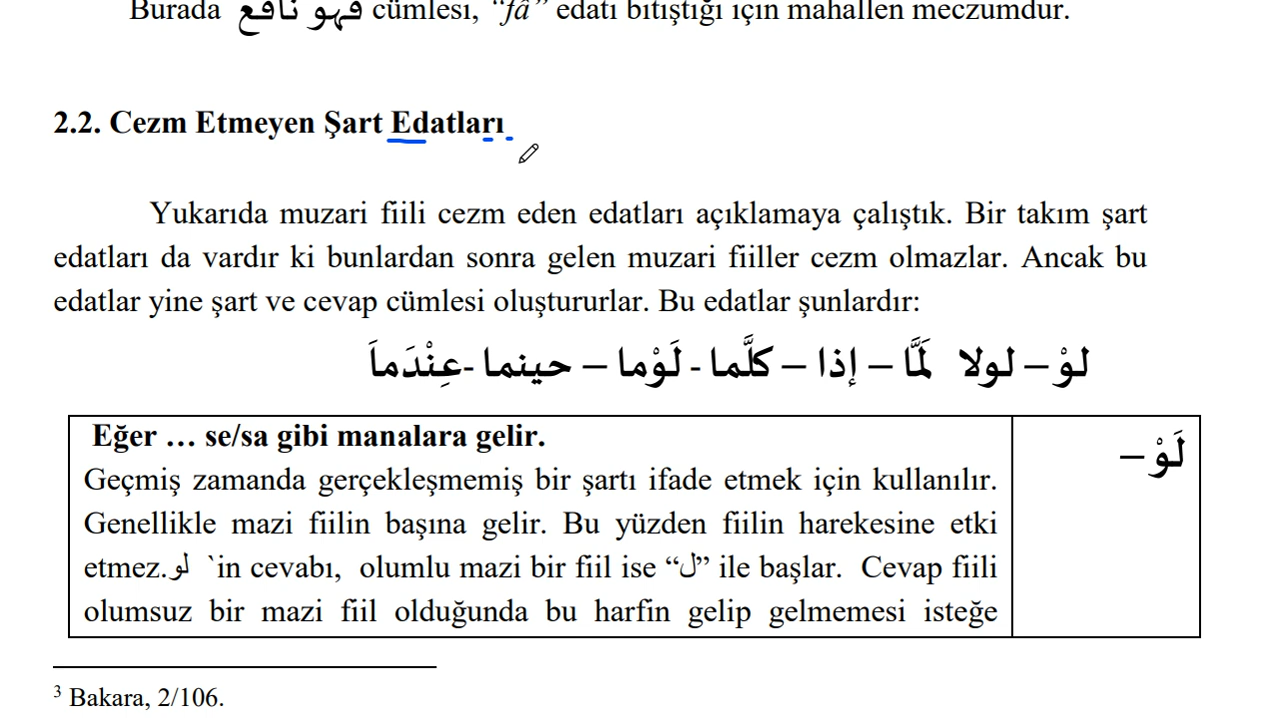 Burada فهو نافع cümlesi, “fâ” edatı bitiştiği için mahallen meczumdur.
2.2. Cezm Etmeyen Şart Edatları
Yukarıda muzari fiili cezm eden edatları açıklamaya çalıştık. Bir takım şart
edatları da vardır ki bunlardan sonra gelen muzari fiiller cezm olmazlar. Ancak bu
edatlar yine şart ve cevap cümlesi oluştururlar. Bu edatlar şunlardır:
لوْ – لولا لَمَّا – إذا – كلَّما - لَوْما – حينما -عِنْدَماَ
Eğer … se/sa gibi manalara gelir.
Geçmiş zamanda gerçekleşmemiş bir şartı ifade etmek için kullanılır.
Genellikle mazi fiilin başına gelir. Bu yüzden fiilin harekesine etki
etmez.لو `in cevabı, olumlu mazi bir fiil ise “ل” ile başlar. Cevap fiili
olumsuz bir mazi fiil olduğunda bu harfin gelip gelmemesi isteğe
لَوْ –
3 Bakara, 2/106.